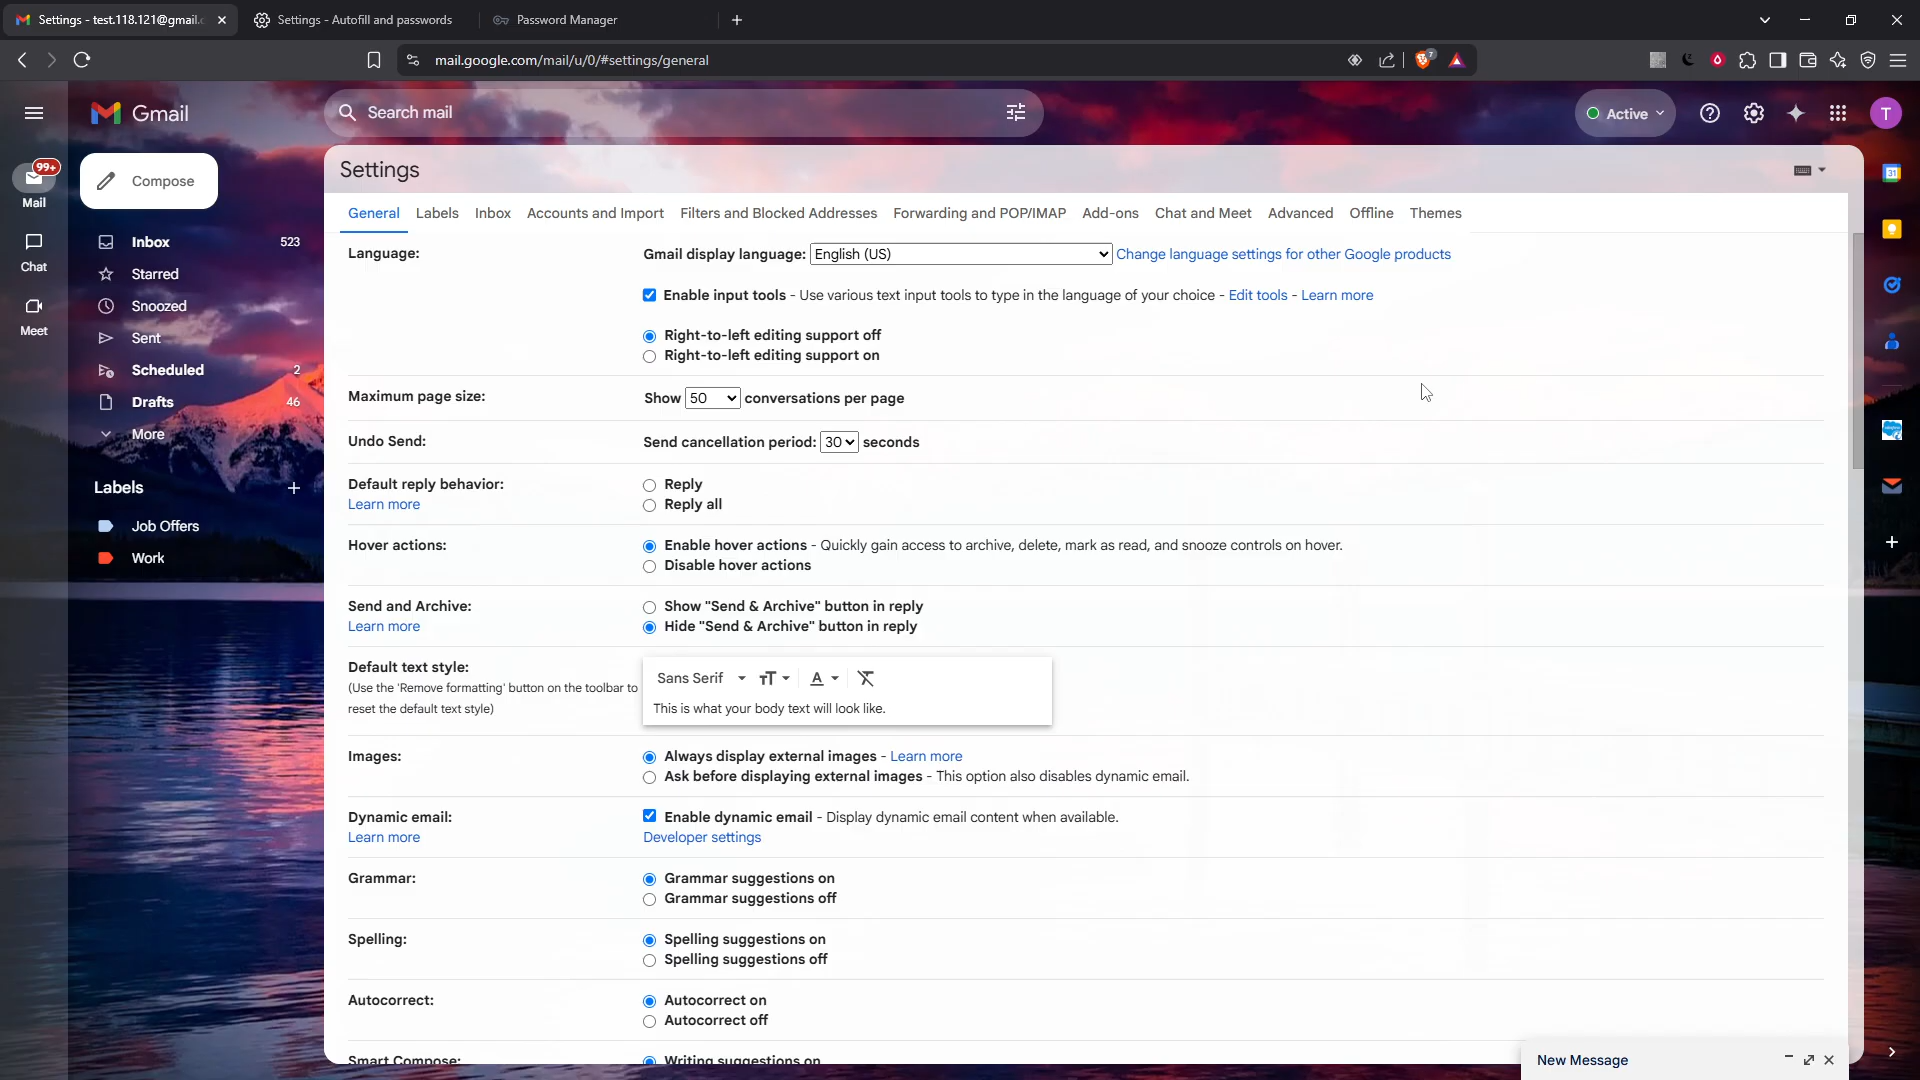 Settings - test.118.121@gmail.c
Settings - Autofill and passwords
Password Manager
mail.google.com/mail/u/0/#settings/general
7
Gmail
Search mail
Active
T
99+
Mail
Chat
Meet
Compose
Inbox 523
Starred
Snoozed
Sent
Scheduled 2
Drafts 46
More
Labels
Job Offers
Work
Settings
General Labels Inbox Accounts and Import Filters and Blocked Addresses Forwarding and POP/IMAP Add-ons Chat and Meet Advanced Offline Themes
Language: Gmail display language: English (US) Change language settings for other Google products
Enable input tools - Use various text input tools to type in the language of your choice - Edit tools - Learn more
Right-to-left editing support off
Right-to-left editing support on
Maximum page size: Show 50 conversations per page
Undo Send: Send cancellation period: 30 seconds
Default reply behavior: Reply
Learn more Reply all
Hover actions: Enable hover actions - Quickly gain access to archive, delete, mark as read, and snooze controls on hover.
Disable hover actions
Send and Archive: Show "Send & Archive" button in reply
Learn more Hide "Send & Archive" button in reply
Default text style: Sans Serif
(Use the 'Remove formatting' button on the toolbar to
reset the default text style) This is what your body text will look like.
Images: Always display external images - Learn more
Ask before displaying external images - This option also disables dynamic email.
Dynamic email: Enable dynamic email - Display dynamic email content when available.
Learn more Developer settings
Grammar: Grammar suggestions on
Grammar suggestions off
Spelling: Spelling suggestions on
Spelling suggestions off
Autocorrect: Autocorrect on
Autocorrect off
Smart Compose: Writing suggestions on
New Message
31